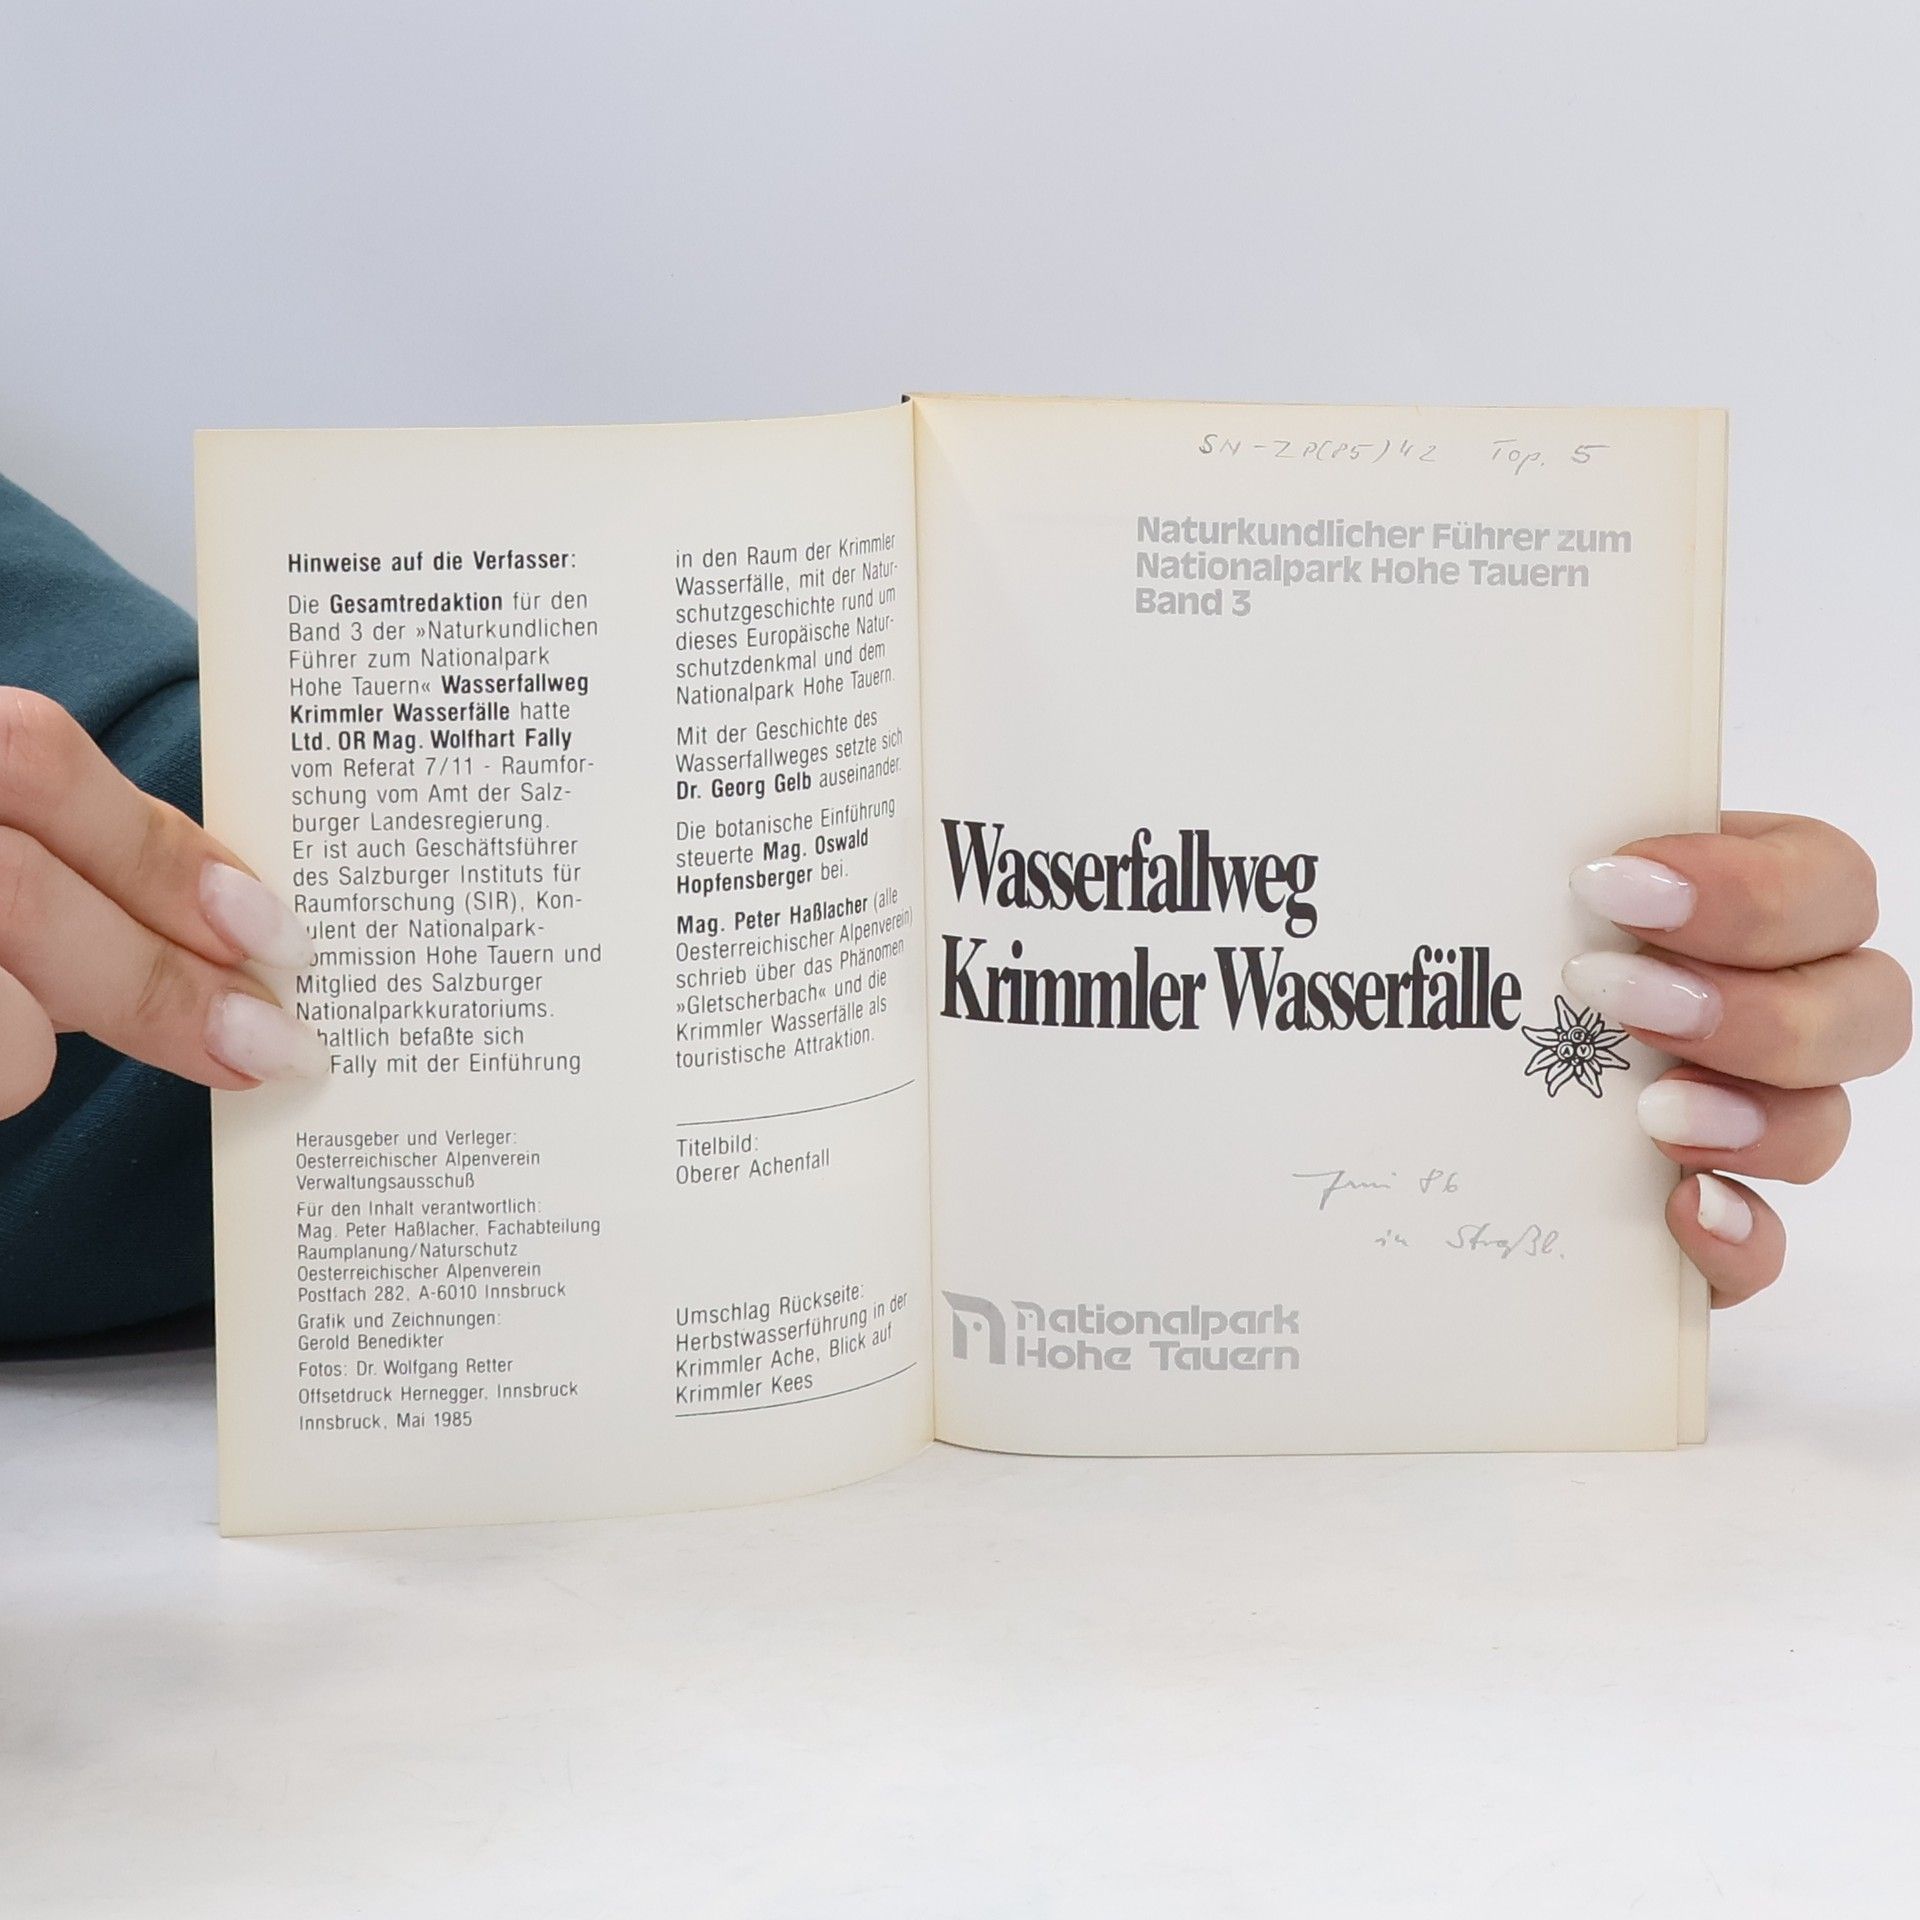 Hinweise auf die Verfasser:
Die Gesamtredaktion für den
Band 3 der »Naturkundlichen
Führer zum Nationalpark
Hohe Tauern« Wasserfallweg
Krimmler Wasserfälle hatte
Ltd. OR Mag. Wolfhart Fally
vom Referat 7/11 - Raumfor-
schung vom Amt der Salz-
burger Landesregierung.
Er ist auch Geschäftsführer
des Salzburger Instituts für
Raumforschung (SIR), Kon-
ulent der Nationalpark-
ommission Hohe Tauern und
Mitglied des Salzburger
Nationalparkkuratoriums.
haltlich befaßte sich
Fally mit der Einführung
in den Raum der Krimmler
Wasserfälle, mit der Natur-
schutzgeschichte rund um
dieses Europäische Natur-
schutzdenkmal und dem
Nationalpark Hohe Tauern.
Mit der Geschichte des
Wasserfallweges setzte sich
Dr. Georg Gelb auseinander.
Die botanische Einführung
steuerte Mag. Oswald
Hopfensberger bei.
Mag. Peter Haßlacher (alle
Oesterreichischer Alpenverein)
schrieb über das Phänomen
»Gletscherbach« und die
Krimmler Wasserfälle als
touristische Attraktion.
Herausgeber und Verleger:
Oesterreichischer Alpenverein
Verwaltungsausschuß
Für den Inhalt verantwortlich:
Mag. Peter Haßlacher, Fachabteilung
Raumplanung/Naturschutz
Oesterreichischer Alpenverein
Postfach 282, A-6010 Innsbruck
Grafik und Zeichnungen:
Gerold Benedikter
Fotos: Dr. Wolfgang Retter
Offsetdruck Hernegger, Innsbruck
Innsbruck, Mai 1985
Titelbild:
Oberer Achenfall
Umschlag Rückseite:
Herbstwasserführung in der
Krimmler Ache, Blick auf
Krimmler Kees
SN-ZP(85)42 Top. 5
Naturkundlicher Führer zum
Nationalpark Hohe Tauern
Band 3
Wasserfallweg
Krimmler Wasserfälle
Juni 86
in Straßl.
Nationalpark
Hohe Tauern